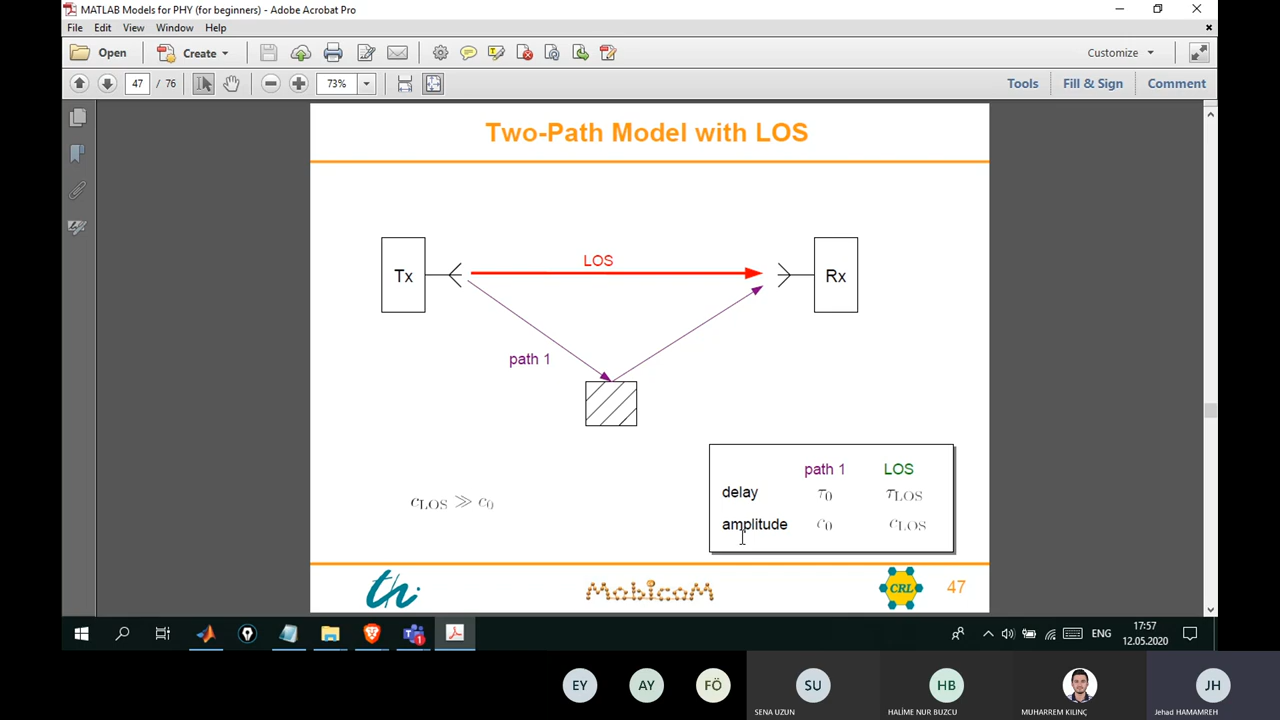 MATLAB Models for PHY (for beginners) - Adobe Acrobat Pro
File Edit View Window Help
Open Create Customize
47 / 76 73% Tools Fill & Sign Comment
Two-Path Model with LOS
LOS
Tx Rx
path 1
path 1 LOS
delay τ0 τLOS
amplitude c0 cLOS
cLOS ≫ c0
th MobicoM CRL 47
ENG 17:57
12.05.2020
EY AY FÖ SU HB JH
SENA UZUN HALİME NUR BUZCU MUHARREM KILINÇ Jehad HAMAMREH